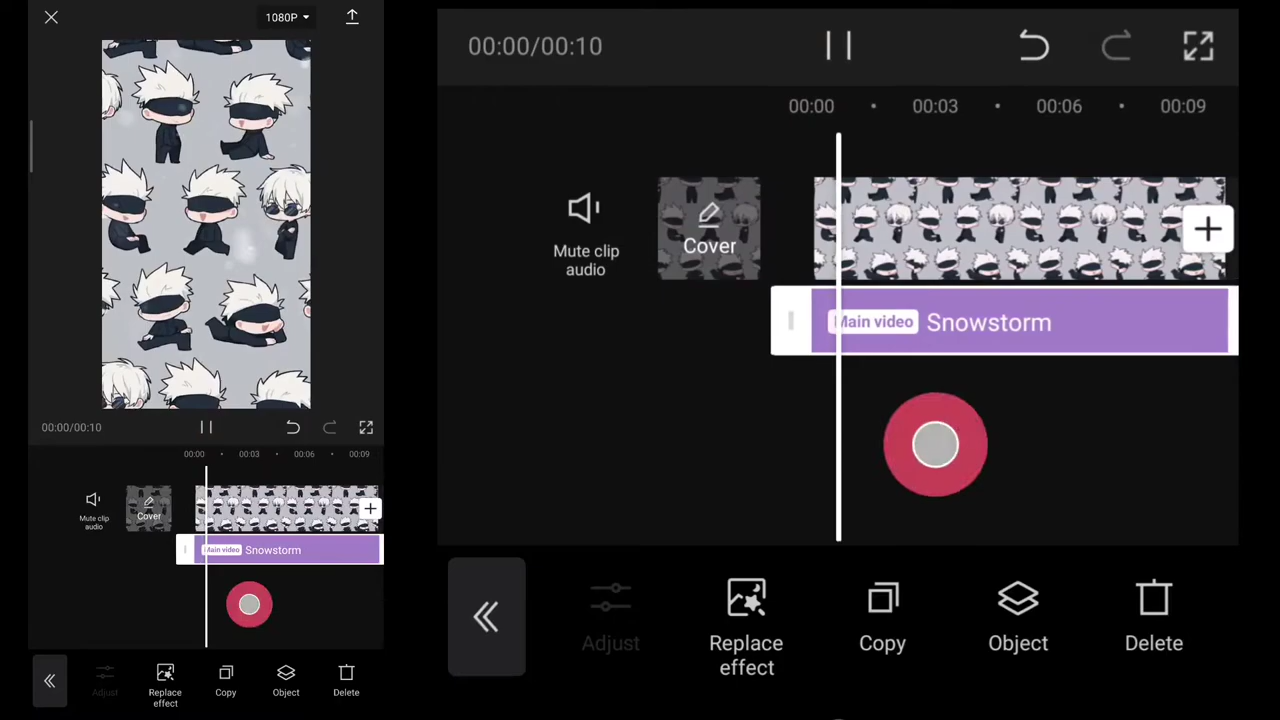 1080P
00:00/00:10
00:00 00:03 00:06 00:09
Mute clip
audio
Cover
Main video Snowstorm
Adjust
Replace
effect
Copy
Object
Delete
00:00/00:10
00:00 00:03 00:06 00:09
Mute clip
audio
Cover
Main video Snowstorm
Adjust
Replace
effect
Copy
Object
Delete